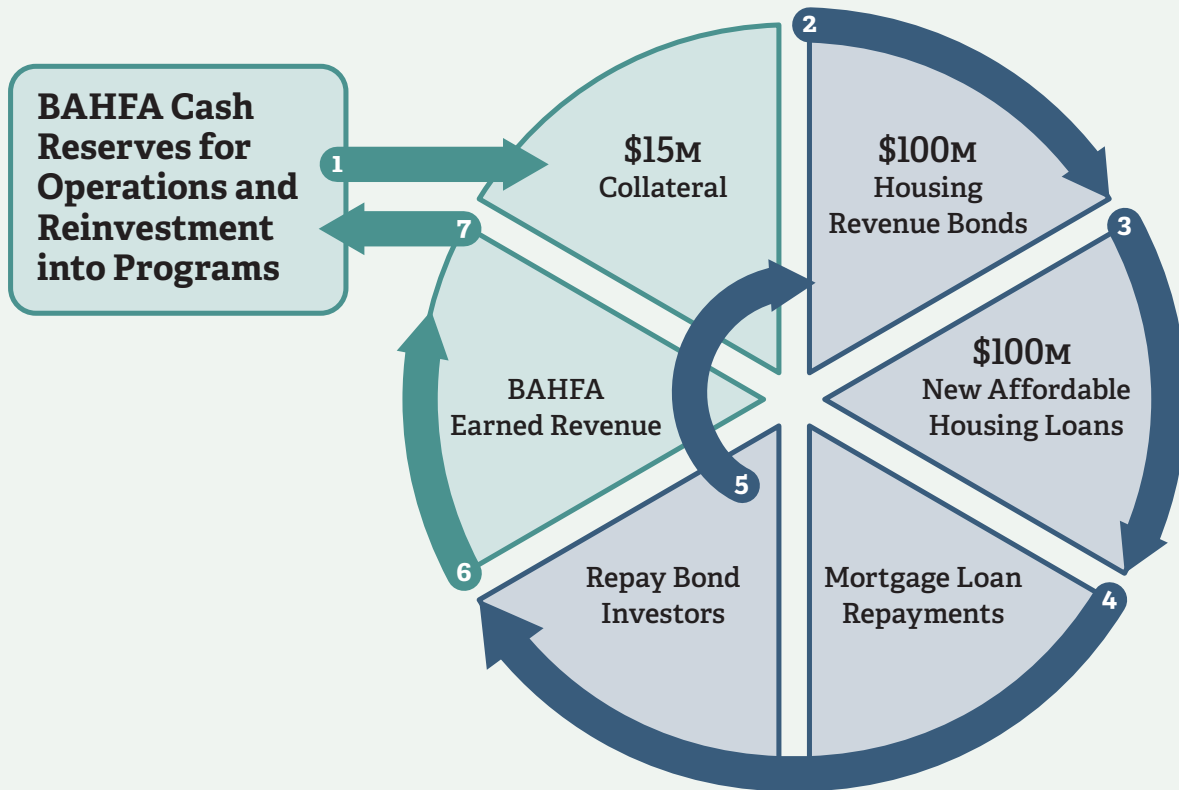 BAHFA Cash
Reserves for
Operations and
Reinvestment
into Programs
1
$15M
Collateral
2
$100M
Housing
Revenue Bonds
3
$100M
New Affordable
Housing Loans
4
Mortgage Loan
Repayments
5
Repay Bond
Investors
6
BAHFA
Earned Revenue
7